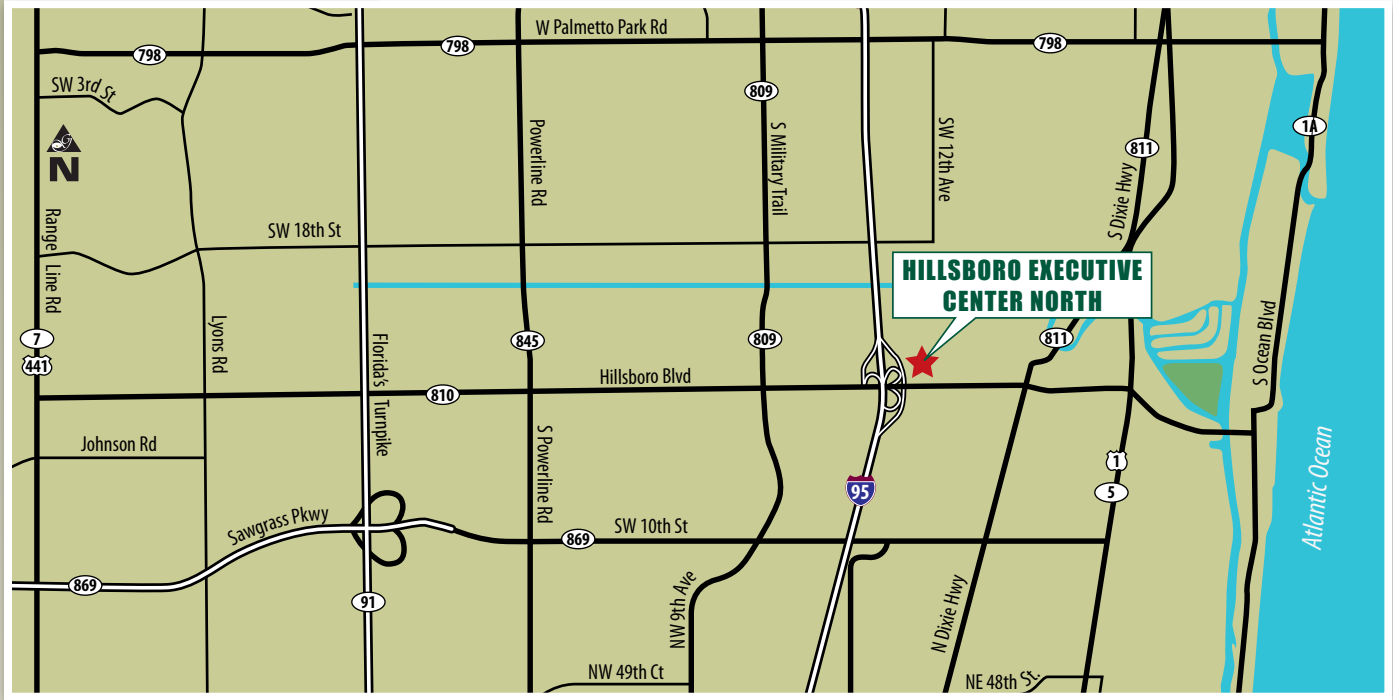 W Palmetto Park Rd
798
798
798
SW 3rd St
809
1A
811
Powerline Rd
S Military Trail
SW 12th Ave
S Dixie Hwy
N
Range Line Rd
SW 18th St
HILLSBORO EXECUTIVE
CENTER NORTH
7
441
Lyons Rd
Florida's Turnpike
845
809
811
S Ocean Blvd
Hillsboro Blvd
810
Johnson Rd
S Powerline Rd
95
1
5
Atlantic Ocean
Sawgrass Pkwy
869
SW 10th St
869
91
NW 9th Ave
N Dixie Hwy
NW 49th Ct
NE 48th St.